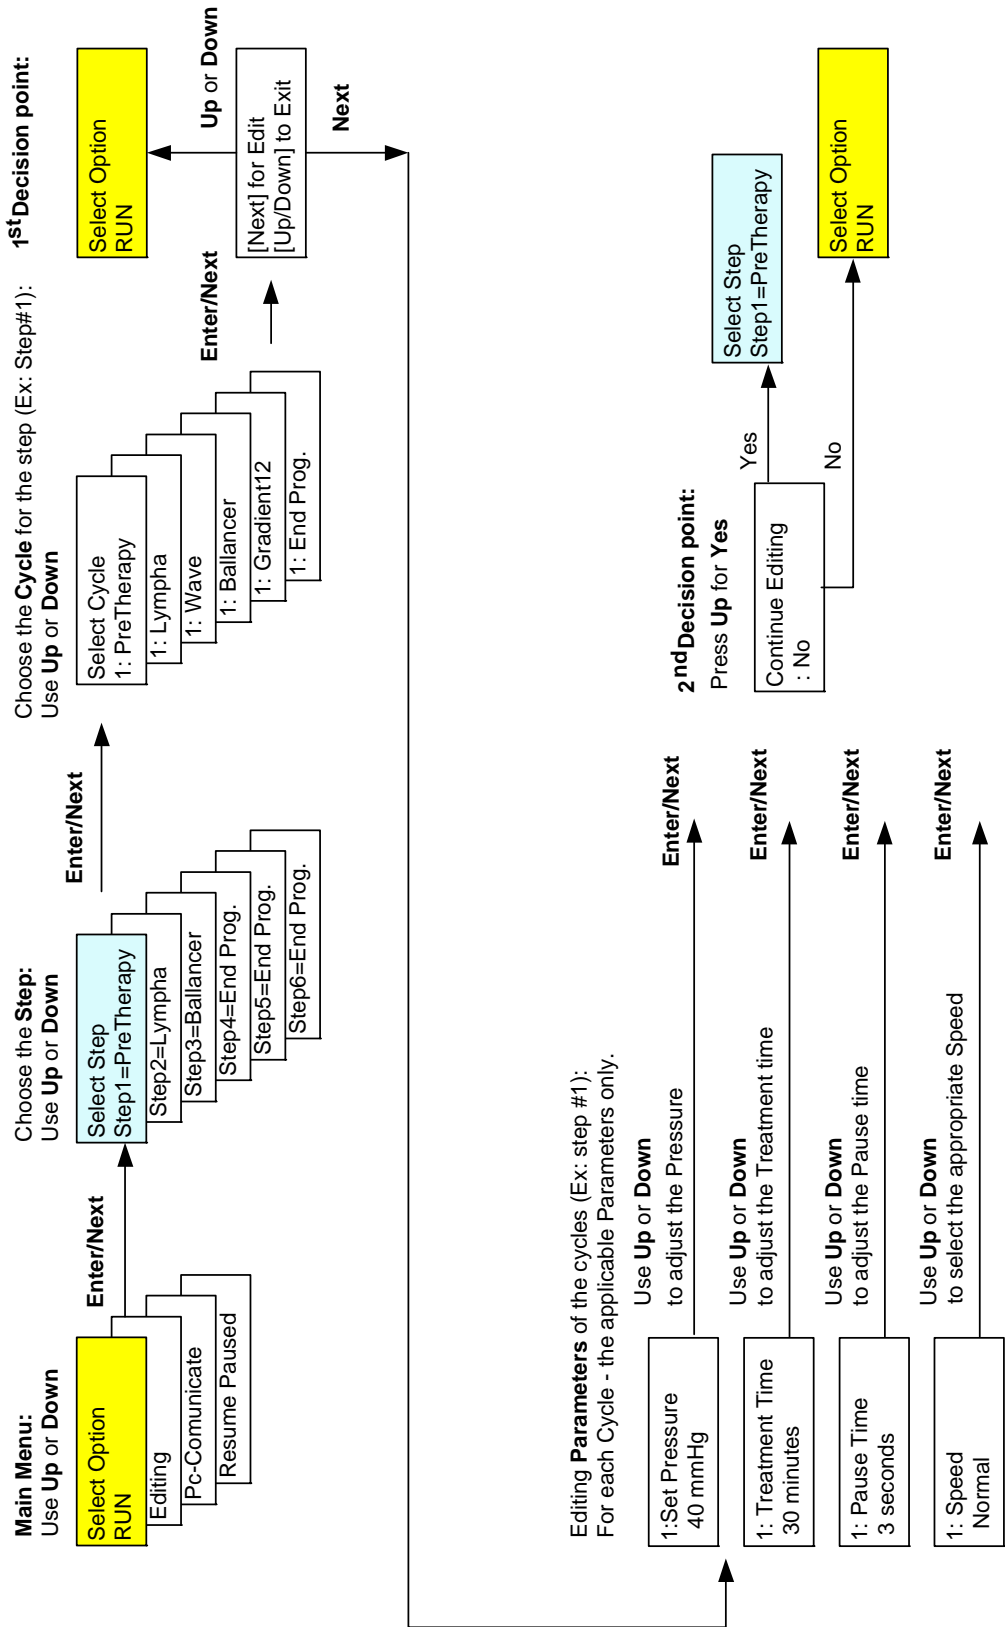 Main Menu:
Use Up or Down
Select Option
RUN
Editing
Pc-Comunicate
Resume Paused
Enter/Next
Choose the Step:
Use Up or Down
Select Step
Step1=PreTherapy
Step2=Lympha
Step3=Ballancer
Step4=End Prog.
Step5=End Prog.
Step6=End Prog.
Enter/Next
Choose the Cycle for the step (Ex: Step#1):
Use Up or Down
Select Cycle
1: PreTherapy
1: Lympha
1: Wave
1: Ballancer
1: Gradient12
1: End Prog.
Enter/Next
1st Decision point:
Select Option
RUN
Up or Down
[Next] for Edit
[Up/Down] to Exit
Next
Editing Parameters of the cycles (Ex: step #1):
For each Cycle - the applicable Parameters only.
1:Set Pressure
40 mmHg
Use Up or Down
to adjust the Pressure
Enter/Next
1: Treatment Time
30 minutes
Use Up or Down
to adjust the Treatment time
Enter/Next
1: Pause Time
3 seconds
Use Up or Down
to adjust the Pause time
Enter/Next
1: Speed
Normal
Use Up or Down
to select the appropriate Speed
Enter/Next
2nd Decision point:
Press Up for Yes
Continue Editing
: No
Yes
Select Step
Step1=PreTherapy
No
Select Option
RUN